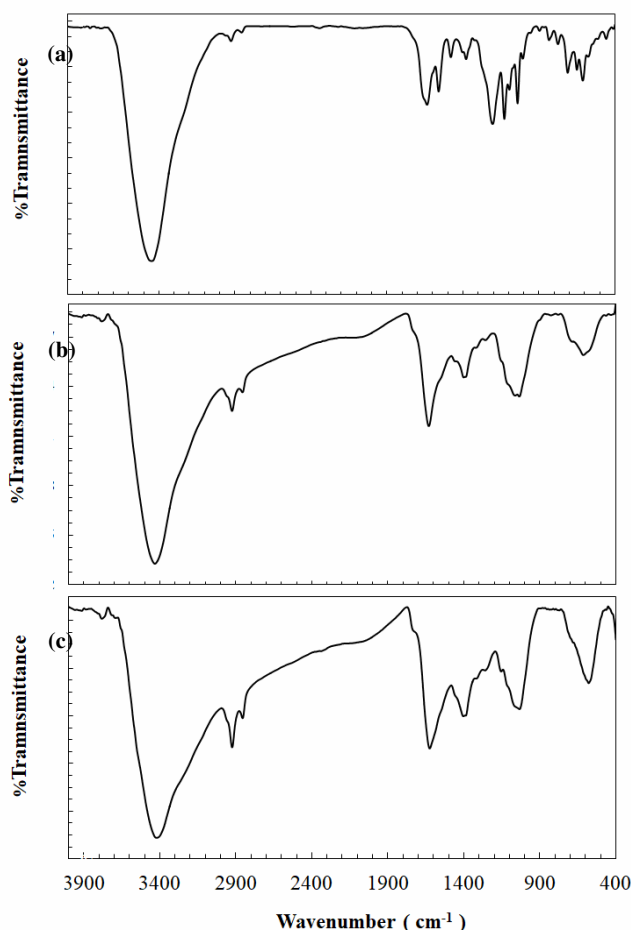 (a)
%Tramnsmittance
(b)
%Tramnsmittance
(c)
%Tramnsmittance
3900 3400 2900 2400 1900 1400 900 400
Wavenumber ( cm-1 )